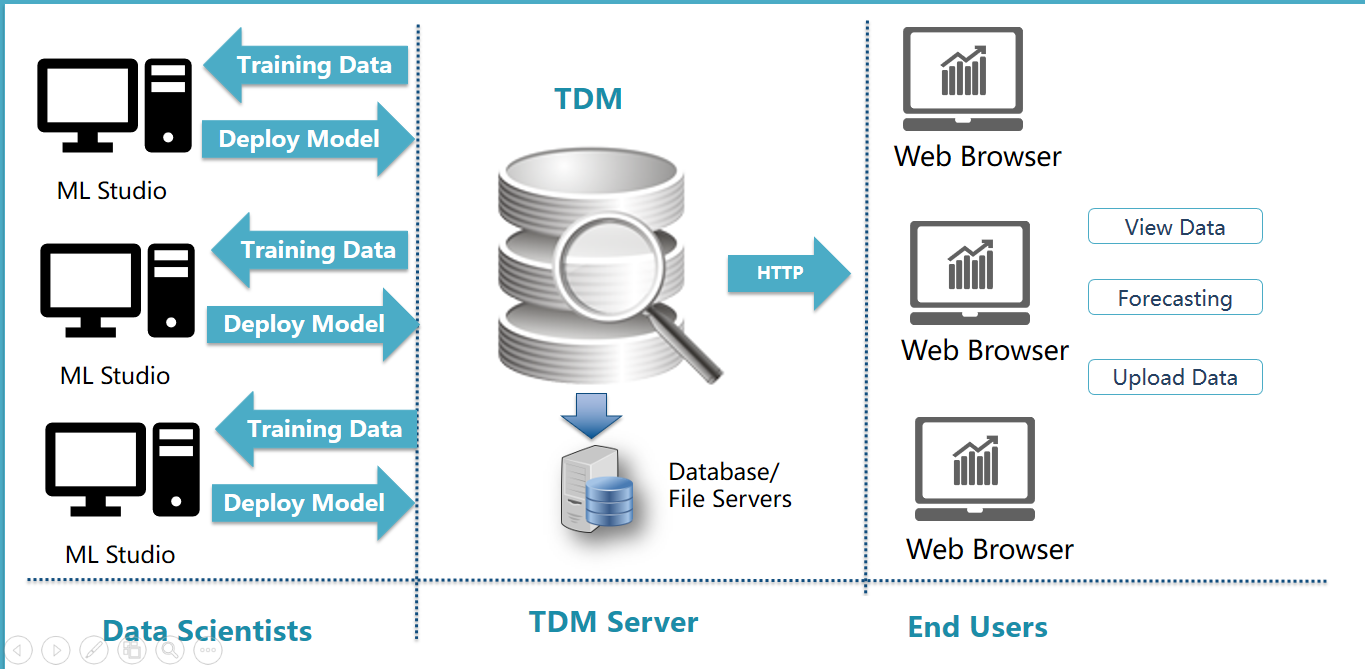 Training Data
Deploy Model
ML Studio
Training Data
Deploy Model
ML Studio
Training Data
Deploy Model
ML Studio
Data Scientists
TDM
HTTP
Database/
File Servers
TDM Server
Web Browser
Web Browser
Web Browser
View Data
Forecasting
Upload Data
End Users